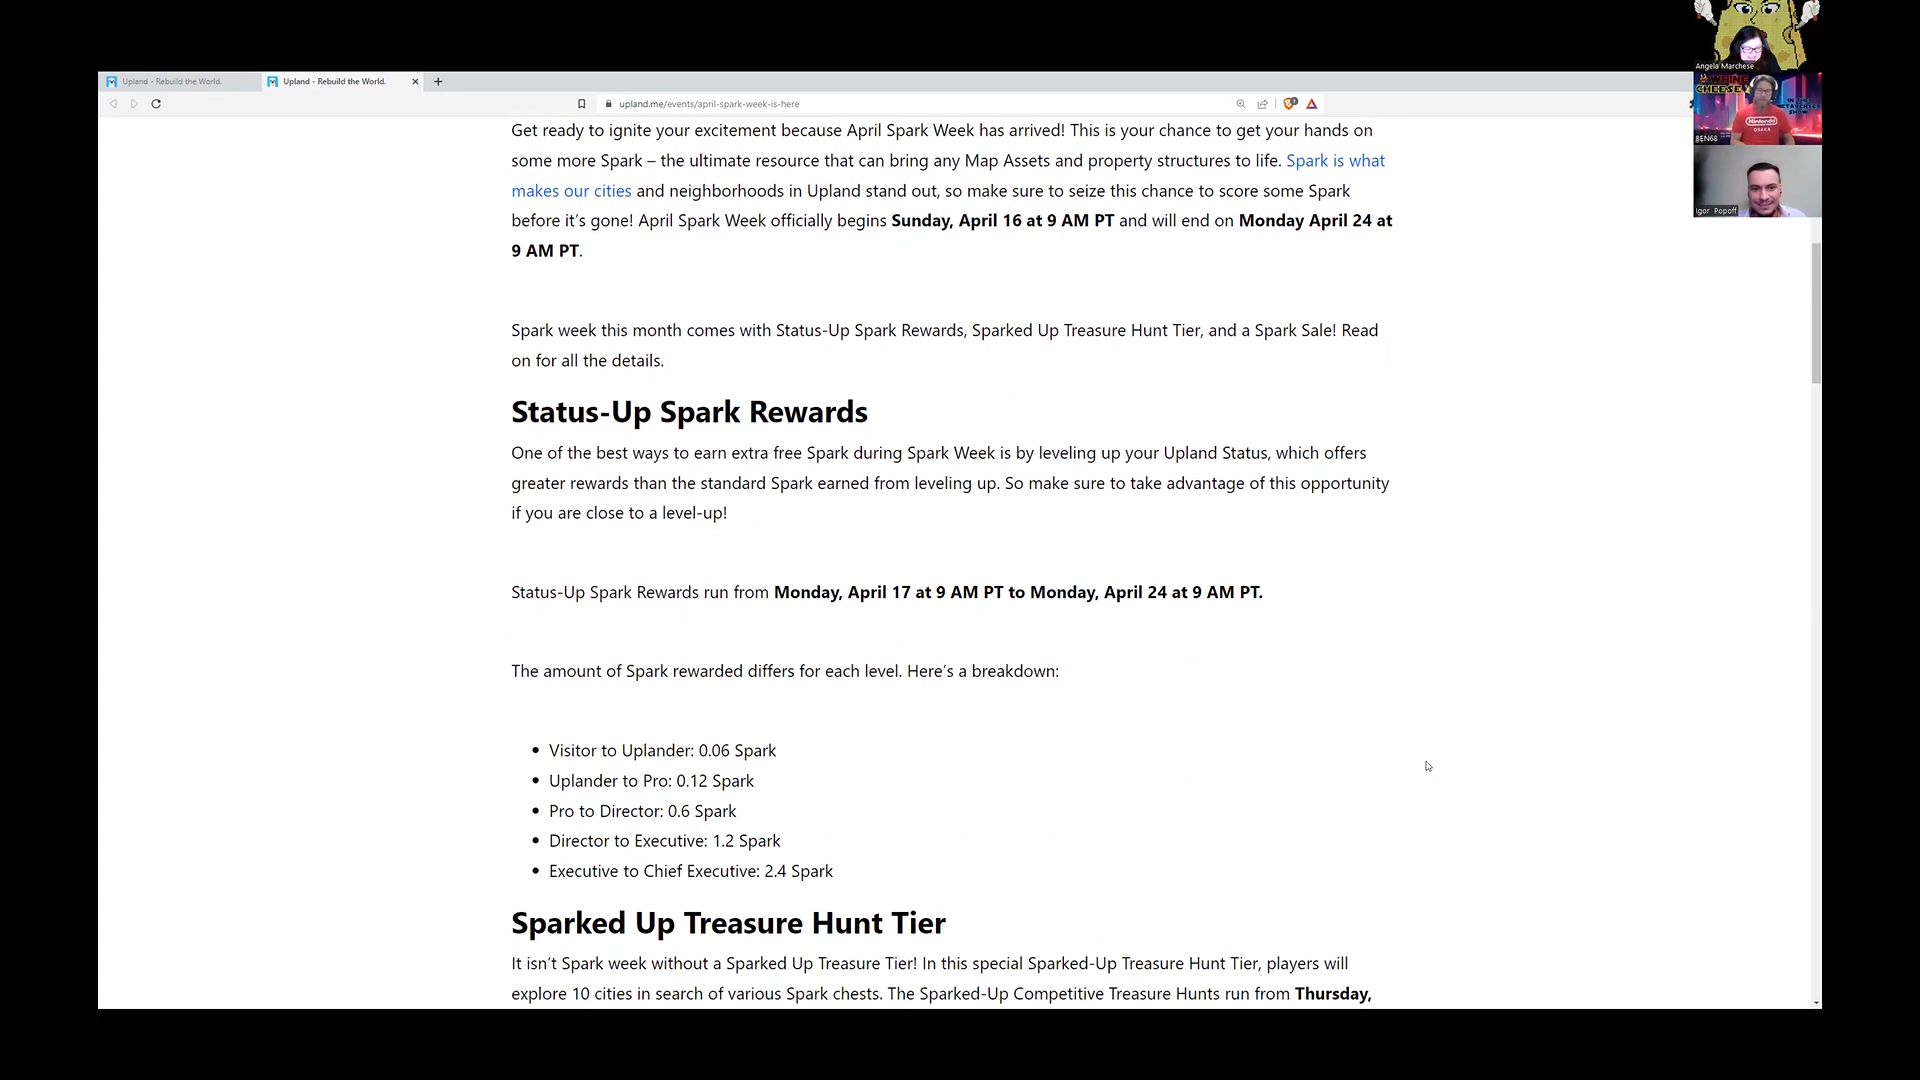 Angela Marchese
Upland - Rebuild the World.
Upland - Rebuild the World.
upland.me/events/april-spark-week-is-here
WHINE
CHEESE
IN THE
METAVERSE
SHOW
Nintendo
OSAKA
BEN68
Igor Popoff
Get ready to ignite your excitement because April Spark Week has arrived! This is your chance to get your hands on
some more Spark – the ultimate resource that can bring any Map Assets and property structures to life. Spark is what
makes our cities and neighborhoods in Upland stand out, so make sure to seize this chance to score some Spark
before it’s gone! April Spark Week officially begins Sunday, April 16 at 9 AM PT and will end on Monday April 24 at
9 AM PT.
Spark week this month comes with Status-Up Spark Rewards, Sparked Up Treasure Hunt Tier, and a Spark Sale! Read
on for all the details.
Status-Up Spark Rewards
One of the best ways to earn extra free Spark during Spark Week is by leveling up your Upland Status, which offers
greater rewards than the standard Spark earned from leveling up. So make sure to take advantage of this opportunity
if you are close to a level-up!
Status-Up Spark Rewards run from Monday, April 17 at 9 AM PT to Monday, April 24 at 9 AM PT.
The amount of Spark rewarded differs for each level. Here’s a breakdown:
• Visitor to Uplander: 0.06 Spark
• Uplander to Pro: 0.12 Spark
• Pro to Director: 0.6 Spark
• Director to Executive: 1.2 Spark
• Executive to Chief Executive: 2.4 Spark
Sparked Up Treasure Hunt Tier
It isn’t Spark week without a Sparked Up Treasure Tier! In this special Sparked-Up Treasure Hunt Tier, players will
explore 10 cities in search of various Spark chests. The Sparked-Up Competitive Treasure Hunts run from Thursday,